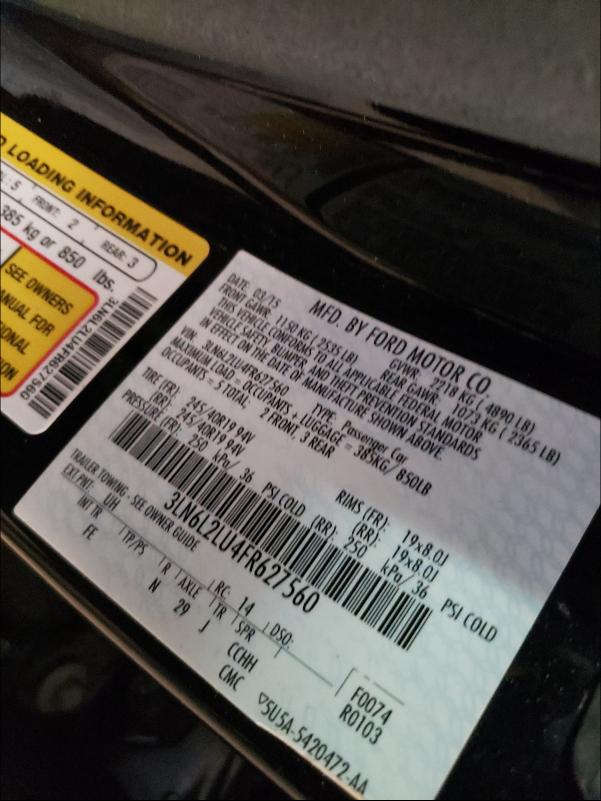 D LOADING INFORMATION
: 5 FRONT: 2 REAR: 3
385 kg or 850 lbs.
SEE OWNERS
ANUAL FOR
IONAL
ON
3LN6L2LU4FR627560
MFD. BY FORD MOTOR CO.
DATE: 03/15 GVWR: 2218 KG ( 4890 LB)
FRONT GAWR: 1150 KG ( 2535 LB) REAR GAWR: 1073 KG ( 2365 LB)
THIS VEHICLE CONFORMS TO ALL APPLICABLE FEDERAL MOTOR
VEHICLE SAFETY, BUMPER, AND THEFT PREVENTION STANDARDS
IN EFFECT ON THE DATE OF MANUFACTURE SHOWN ABOVE.
VIN: 3LN6L2LU4FR627560 TYPE: Passenger Car
MAXIMUM LOAD = OCCUPANTS + LUGGAGE = 385KG/ 850LB
OCCUPANTS = 5 TOTAL, 2 FRONT, 3 REAR
TIRE (FR): 245/40R19 94V RIMS (FR): 19x8.0J
(RR): 245/40R19 94V (RR): 19x8.0J
PRESSURE (FR): 250 kPa/ 36 PSI COLD (RR): 250 kPa/36 PSI COLD
3LN6L2LU4FR627560
TRAILER TOWING - SEE OWNER GUIDE
EXT PNT: UH RC: 14 DSO: F0074
INT TR TP/PS R AXLE TR SPR R0103
FE N 29 J CCHH
CMC ▽5U5A-5420472-AA